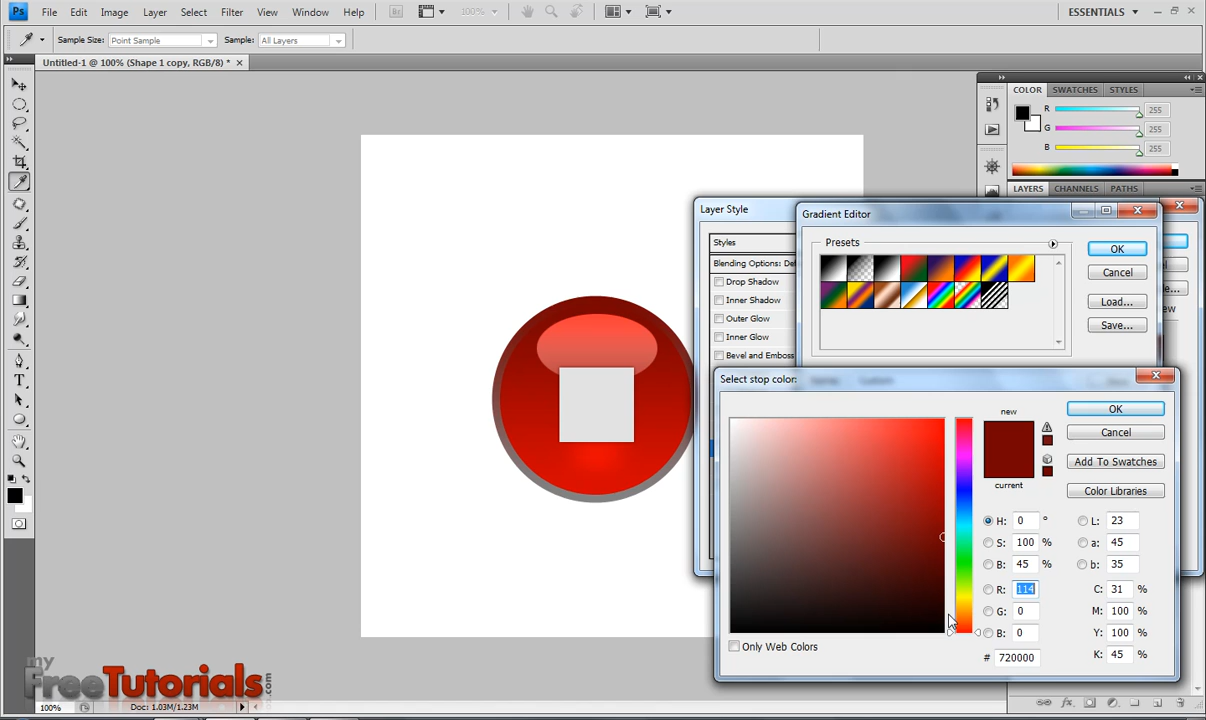 Ps File Edit Image Layer Select Filter View Window Help Br 100% ESSENTIALS
Sample Size: Point Sample Sample: All Layers
Untitled-1 @ 100% (Shape 1 copy, RGB/8) *
COLOR SWATCHES STYLES
R 255
G 255
B 255
LAYERS CHANNELS PATHS
Layer Style
Styles
Blending Options: Def
Drop Shadow
Inner Shadow
Outer Glow
Inner Glow
Bevel and Emboss
Gradient Editor
Presets
OK
Cancel
Load...
Save...
Select stop color:
new
current
OK
Cancel
Add To Swatches
Color Libraries
H: 0 ° L: 23
S: 100 % a: 45
B: 45 % b: 35
R: 114 C: 31 %
G: 0 M: 100 %
B: 0 Y: 100 %
# 720000 K: 45 %
Only Web Colors
my
FreeTutorials.com
100% Doc: 1.03M/1.23M